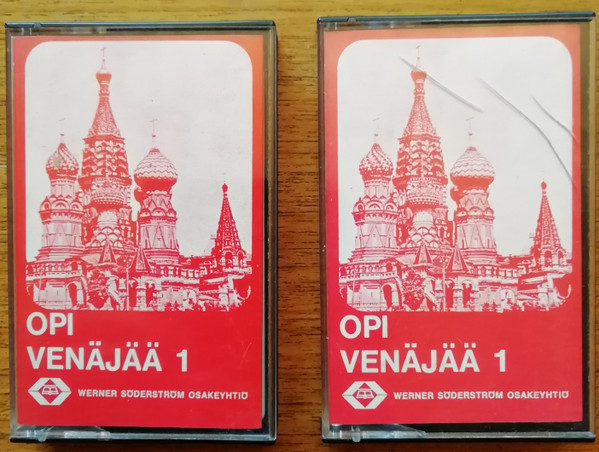 OPI
VENÄJÄÄ 1
WERNER SÖDERSTRÖM OSAKEYHTIÖ
OPI
VENÄJÄÄ 1
WERNER SÖDERSTRÖM OSAKEYHTIÖ